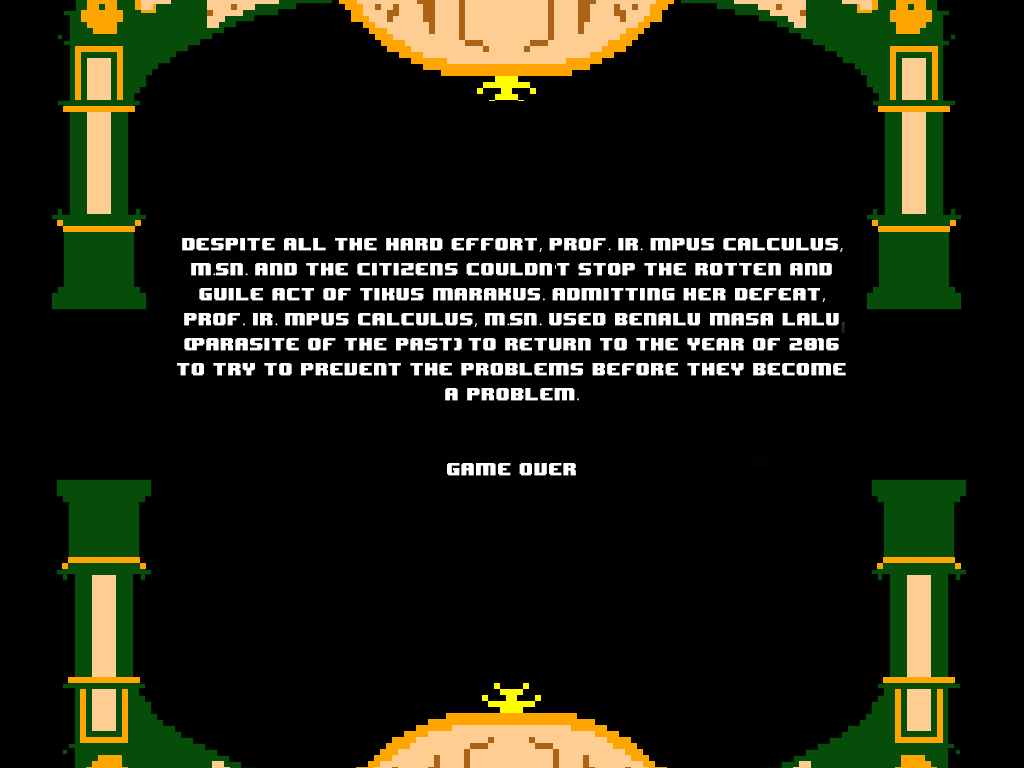 DESPITE ALL THE HARD EFFORT, PROF. IR. MPUS CALCULUS,
M.SN. AND THE CITIZENS COULDN'T STOP THE ROTTEN AND
GUILE ACT OF TIKUS MARAKUS. ADMITTING HER DEFEAT,
PROF. IR. MPUS CALCULUS, M.SN. USED BENALU MASA LALU
(PARASITE OF THE PAST) TO RETURN TO THE YEAR OF 2016
TO TRY TO PREVENT THE PROBLEMS BEFORE THEY BECOME
A PROBLEM.
GAME OVER